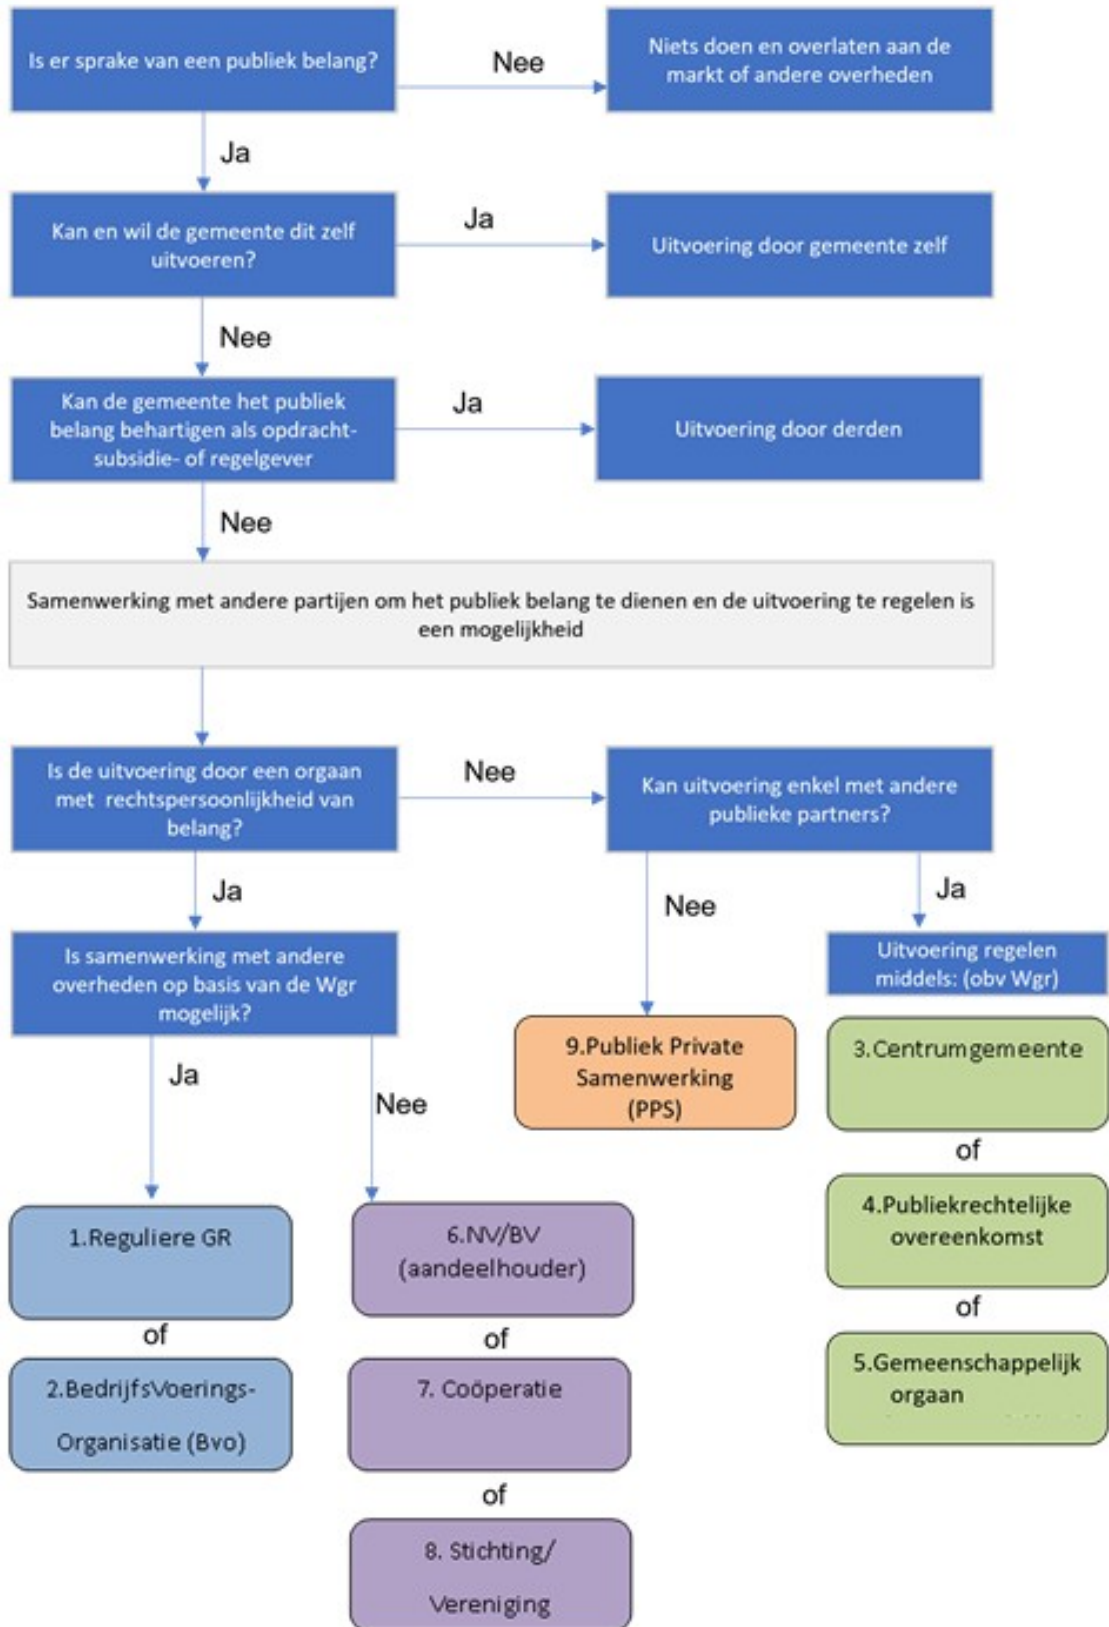 Is er sprake van een publiek belang?
Nee
Niets doen en overlaten aan de
markt of andere overheden
Ja
Kan en wil de gemeente dit zelf
uitvoeren?
Ja
Uitvoering door gemeente zelf
Nee
Kan de gemeente het publiek
belang behartigen als opdracht-
subsidie- of regelgever
Ja
Uitvoering door derden
Nee
Samenwerking met andere partijen om het publiek belang te dienen en de uitvoering te regelen is
een mogelijkheid
Is de uitvoering door een orgaan
met rechtspersoonlijkheid van
belang?
Nee
Kan uitvoering enkel met andere
publieke partners?
Ja
Nee
Ja
Is samenwerking met andere
overheden op basis van de Wgr
mogelijk?
Uitvoering regelen
middels: (obv Wgr)
Ja
Nee
9.Publiek Private
Samenwerking
(PPS)
3.Centrumgemeente
of
4.Publiekrechtelijke
overeenkomst
of
5.Gemeenschappelijk
orgaan
1.Reguliere GR
of
2.BedrijfsVoerings-
Organisatie (Bvo)
6.NV/BV
(aandeelhouder)
of
7. Coöperatie
of
8. Stichting/
Vereniging